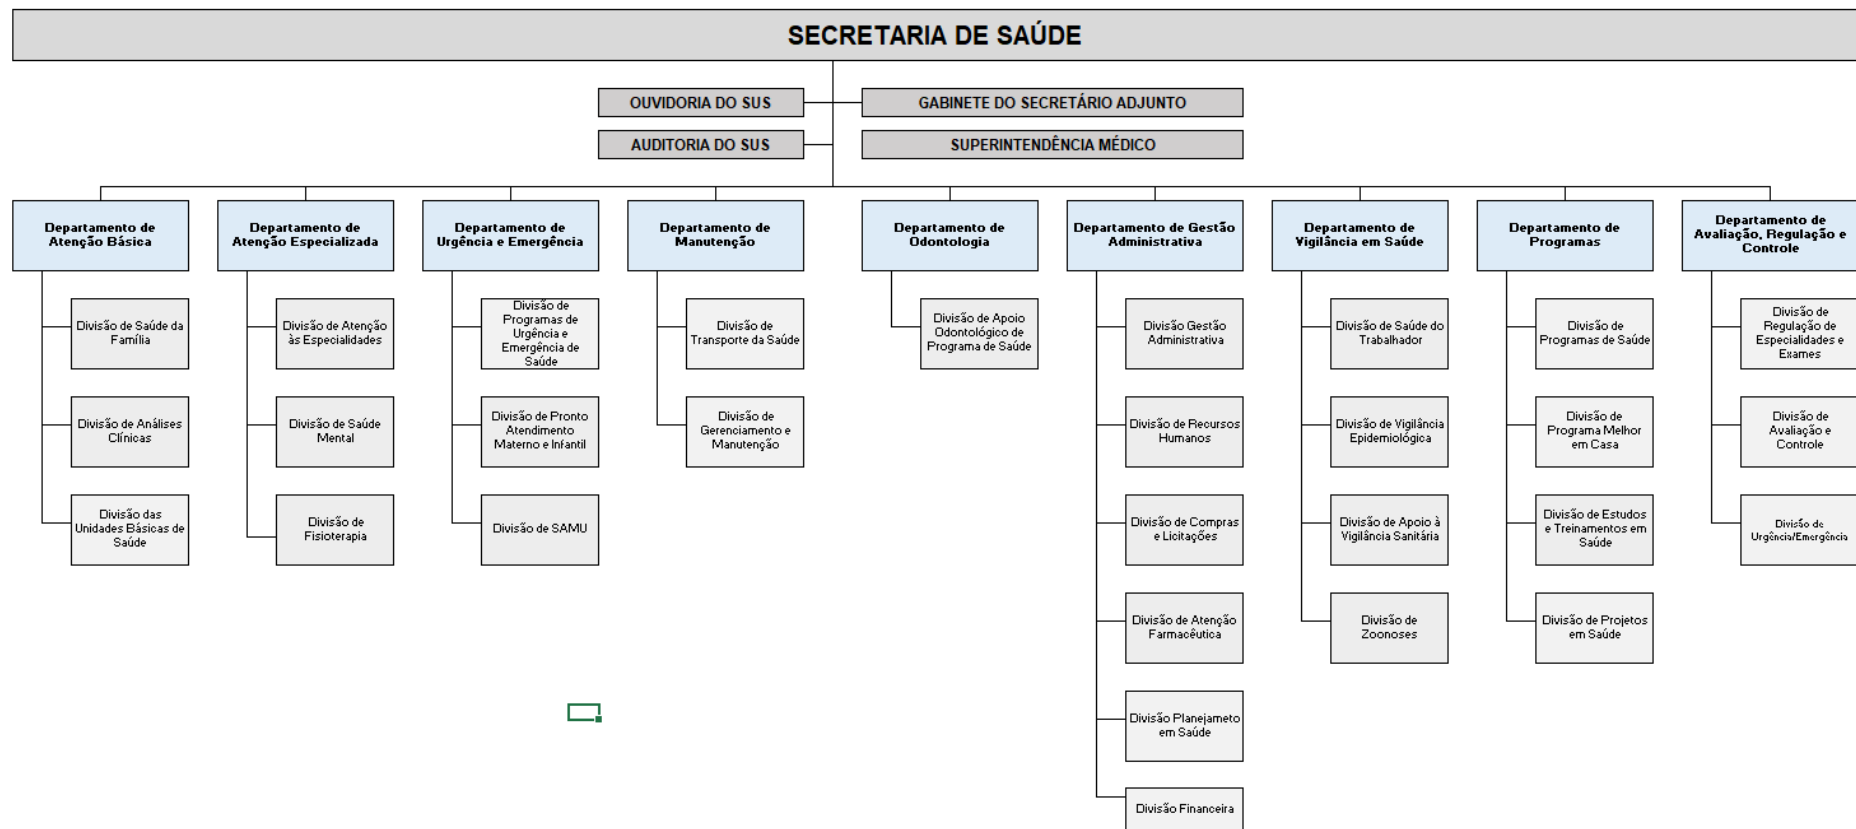 SECRETARIA DE SAÚDE
OUVIDORIA DO SUS
GABINETE DO SECRETÁRIO ADJUNTO
AUDITORIA DO SUS
SUPERINTENDÊNCIA MÉDICO
Departamento de
Atenção Básica
Divisão de Saúde da
Família
Divisão de Análises
Clínicas
Divisão das
Unidades Básicas de
Saúde
Departamento de
Atenção Especializada
Divisão de Atenção
às Especialidades
Divisão de Saúde
Mental
Divisão de
Fisioterapia
Departamento de
Urgência e Emergência
Divisão de
Programas de
Urgência e
Emergência de
Saúde
Divisão de Pronto
Atendimento
Materno e Infantil
Divisão de SAMU
Departamento de
Manutenção
Divisão de
Transporte da Saúde
Divisão de
Gerenciamento e
Manutenção
Departamento de
Odontologia
Divisão de Apoio
Odontológico de
Programa de Saúde
Departamento de Gestão
Administrativa
Divisão Gestão
Administrativa
Divisão de Recursos
Humanos
Divisão de Compras
e Licitações
Divisão de Atenção
Farmacêutica
Divisão Planejameto
em Saúde
Divisão Financeira
Departamento de
Vigilância em Saúde
Divisão de Saúde do
Trabalhador
Divisão de Vigilância
Epidemiológica
Divisão de Apoio à
Vigilância Sanitária
Divisão de
Zoonoses
Departamento de
Programas
Divisão de
Programas de Saúde
Divisão de
Programa Melhor
em Casa
Divisão de Estudos
e Treinamentos em
Saúde
Divisão de Projetos
em Saúde
Departamento de
Avaliação, Regulação e
Controle
Divisão de
Regulação de
Especialidades e
Exames
Divisão de
Avaliação e
Controle
Divisão de
Urgência/Emergência